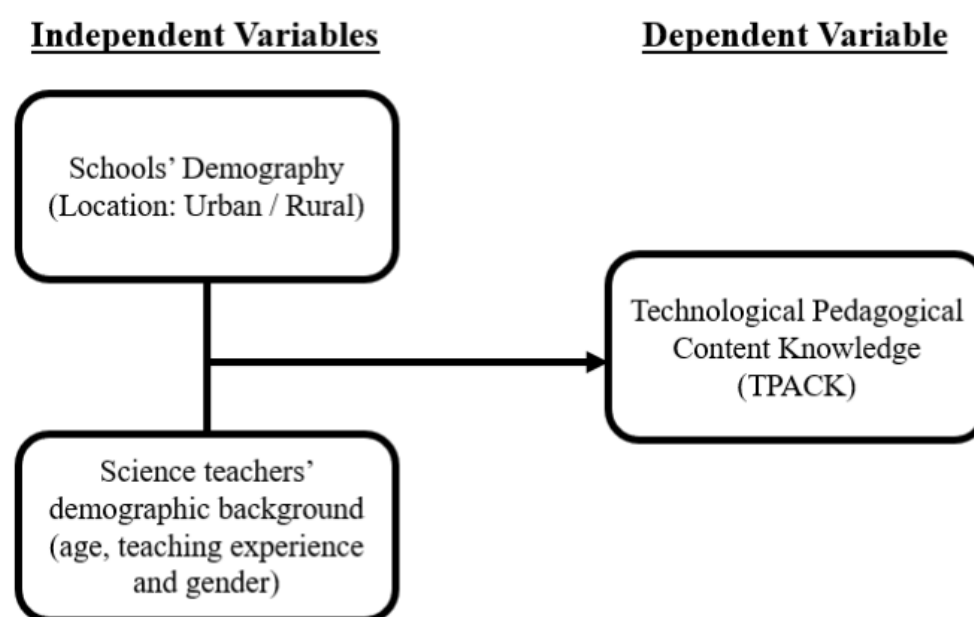 Independent Variables
Dependent Variable
Schools’ Demography
(Location: Urban / Rural)
Technological Pedagogical
Content Knowledge
(TPACK)
Science teachers’
demographic background
(age, teaching experience
and gender)